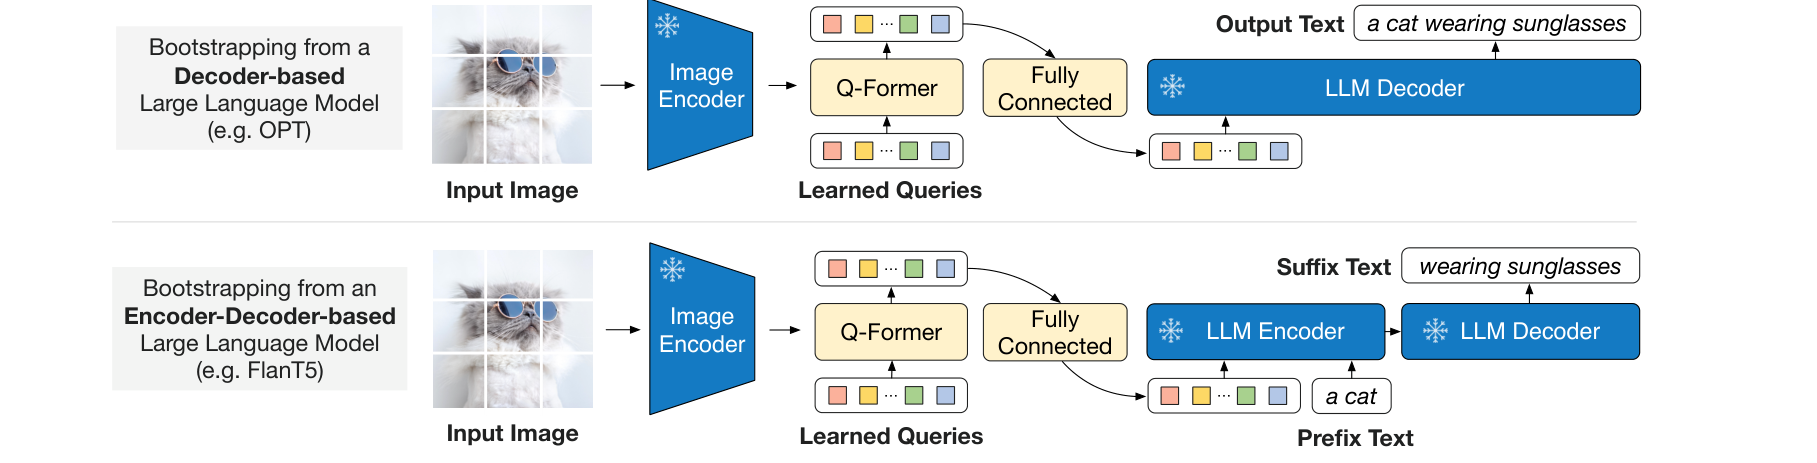 Bootstrapping from a
Decoder-based
Large Language Model
(e.g. OPT)
Input Image
Image
Encoder
...
Q-Former
...
Learned Queries
Fully
Connected
Output Text
a cat wearing sunglasses
LLM Decoder
...
Bootstrapping from an
Encoder-Decoder-based
Large Language Model
(e.g. FlanT5)
Input Image
Image
Encoder
...
Q-Former
...
Learned Queries
Fully
Connected
Suffix Text
wearing sunglasses
LLM Encoder
LLM Decoder
...
a cat
Prefix Text